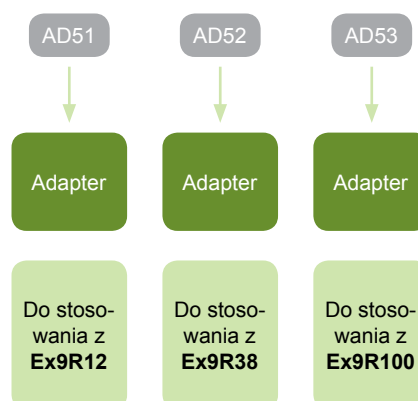 AD51 AD52 AD53
Adapter Adapter Adapter
Do stoso- Do stoso- Do stoso-
wania z wania z wania z
Ex9R12 Ex9R38 Ex9R100